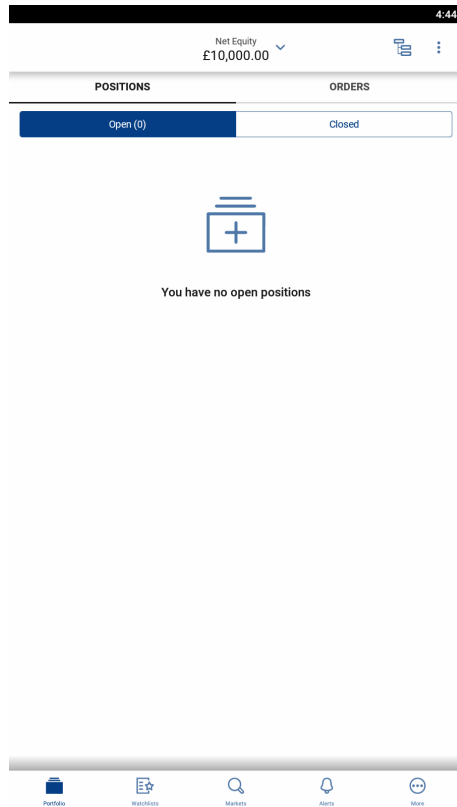 4:44
Net Equity
£10,000.00
POSITIONS ORDERS
Open (0) Closed
You have no open positions
Portfolio Watchlists Markets Alerts More